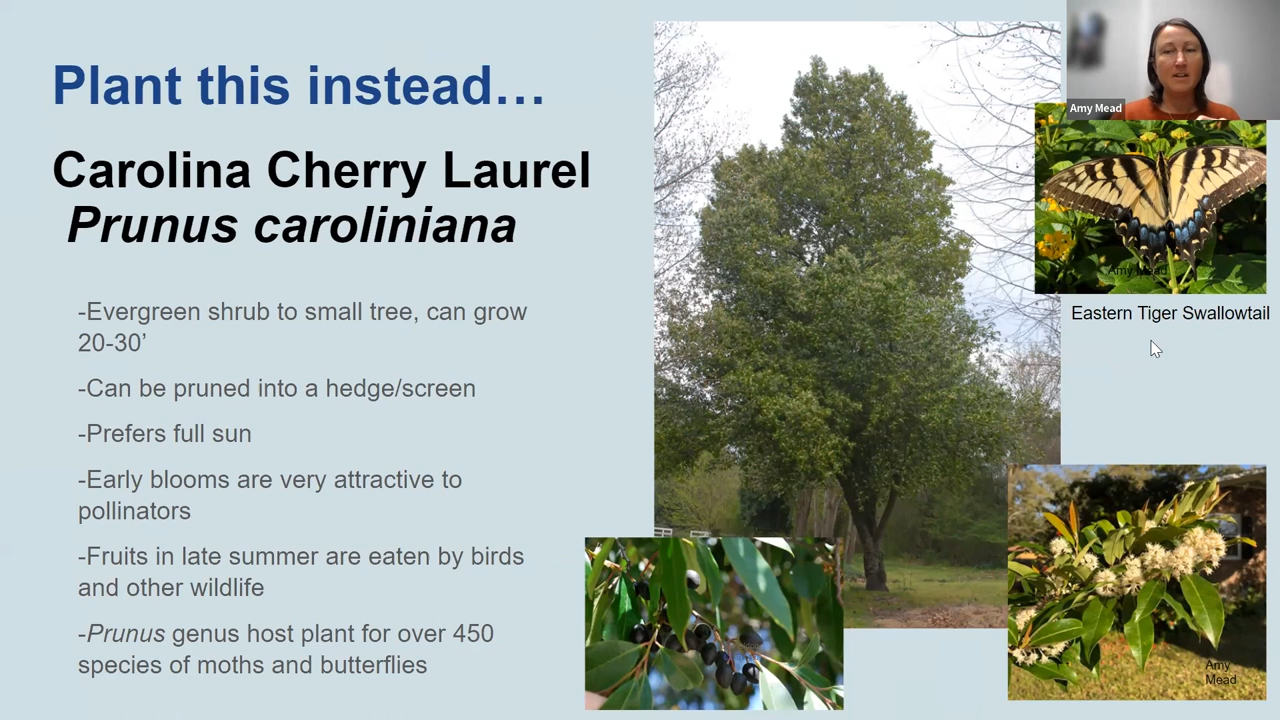 Plant this instead…
Carolina Cherry Laurel
Prunus caroliniana
-Evergreen shrub to small tree, can grow
20-30’
-Can be pruned into a hedge/screen
-Prefers full sun
-Early blooms are very attractive to
pollinators
-Fruits in late summer are eaten by birds
and other wildlife
-Prunus genus host plant for over 450
species of moths and butterflies
Amy Mead
Amy Mead
Eastern Tiger Swallowtail
Amy
Mead